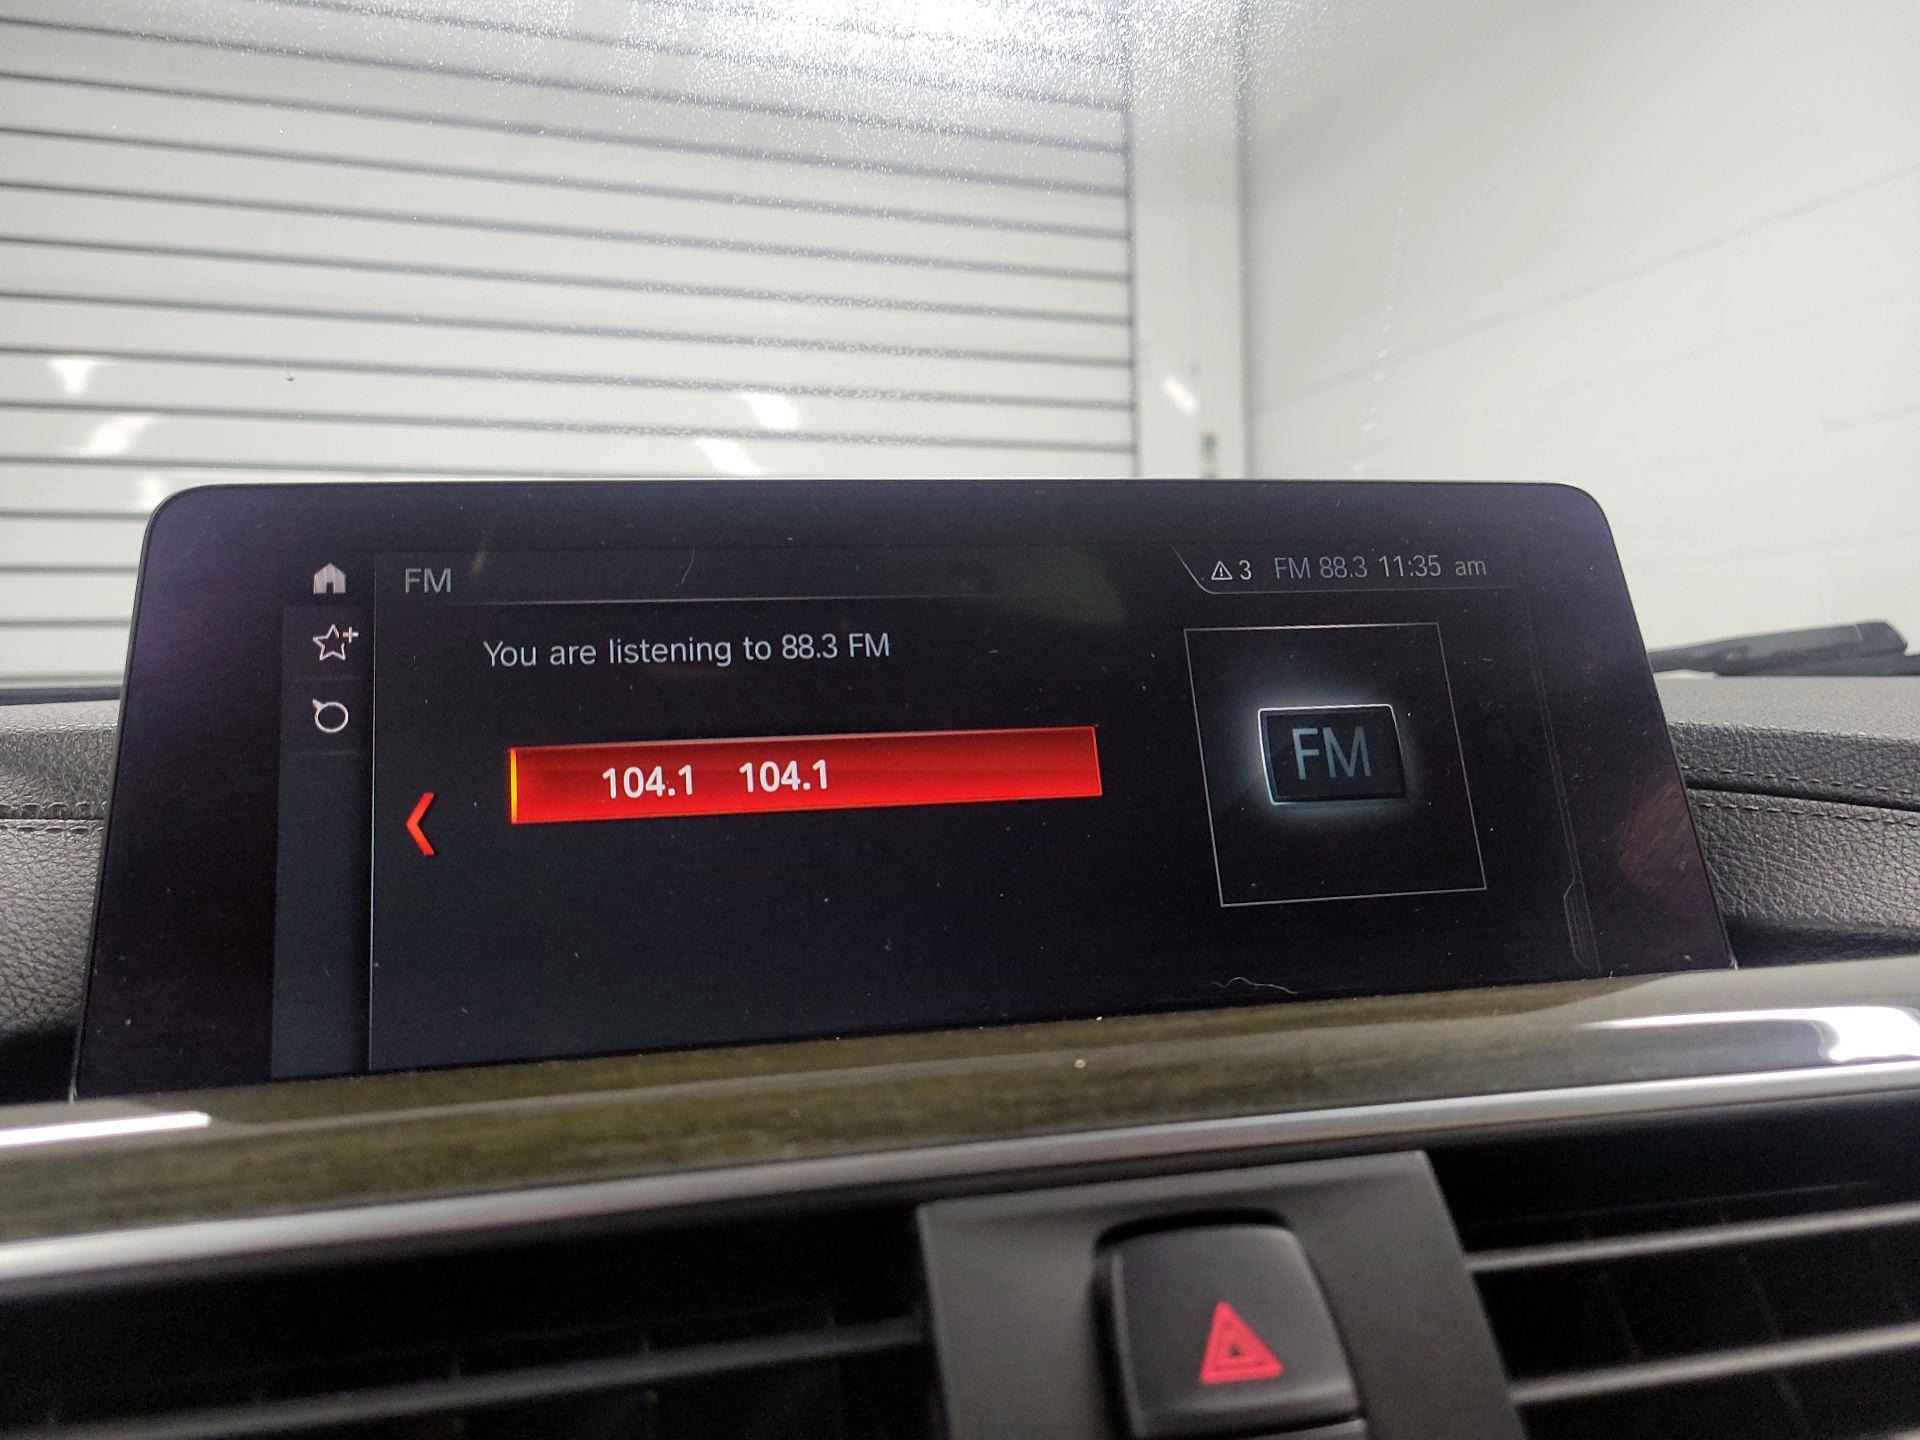 FM
3 FM 88.3 11:35 am
You are listening to 88.3 FM
104.1 104.1
FM